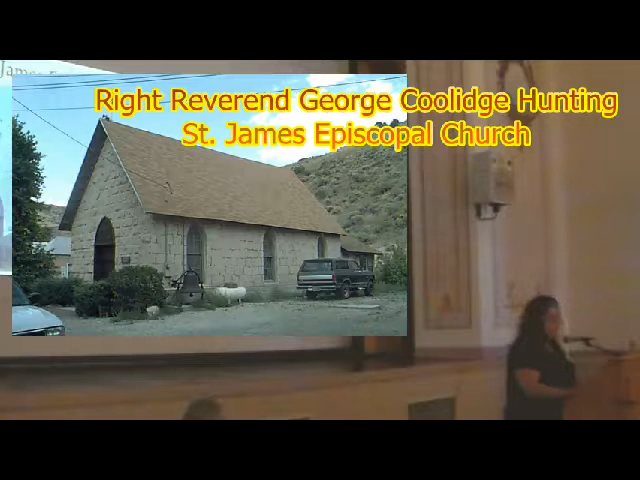 Right Reverend George Coolidge Hunting
St. James Episcopal Church